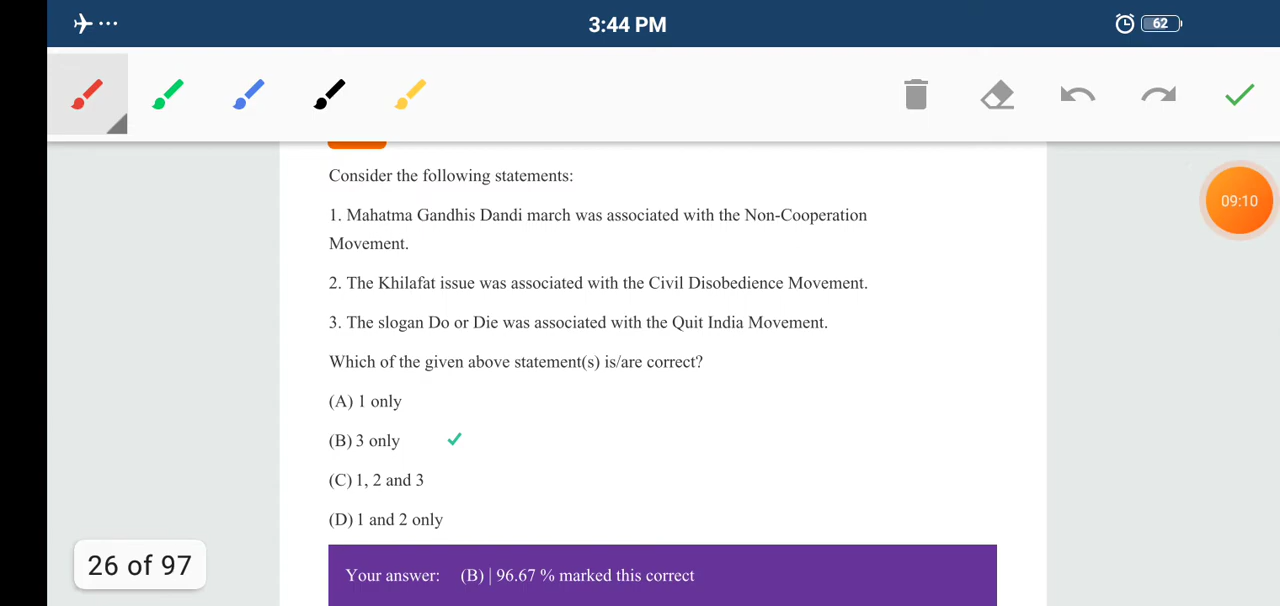 3:44 PM
62
09:10
Consider the following statements:
1. Mahatma Gandhis Dandi march was associated with the Non-Cooperation
Movement.
2. The Khilafat issue was associated with the Civil Disobedience Movement.
3. The slogan Do or Die was associated with the Quit India Movement.
Which of the given above statement(s) is/are correct?
(A) 1 only
(B) 3 only
(C) 1, 2 and 3
(D) 1 and 2 only
26 of 97
Your answer: (B) | 96.67 % marked this correct